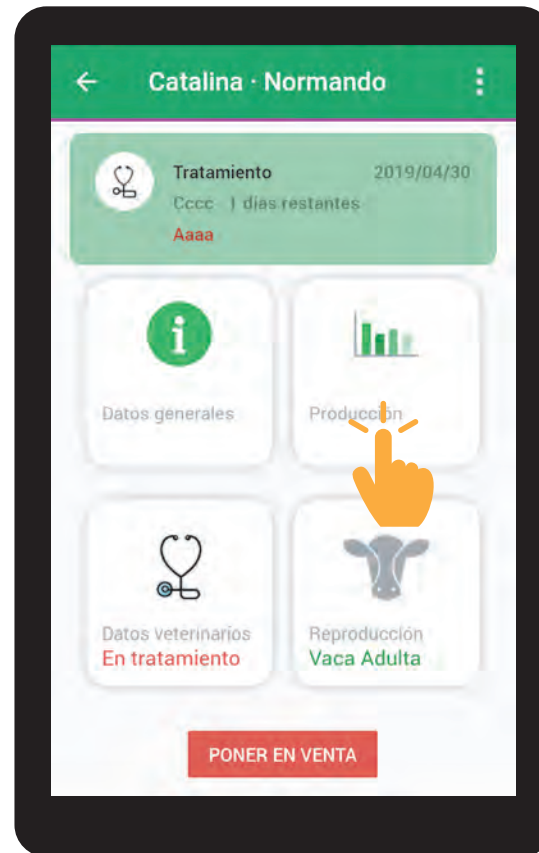 Catalina · Normando
Tratamiento 2019/04/30
Cccc 1 dias restantes
Aaaa
Datos generales
Producción
Datos veterinarios
En tratamiento
Reproducción
Vaca Adulta
PONER EN VENTA